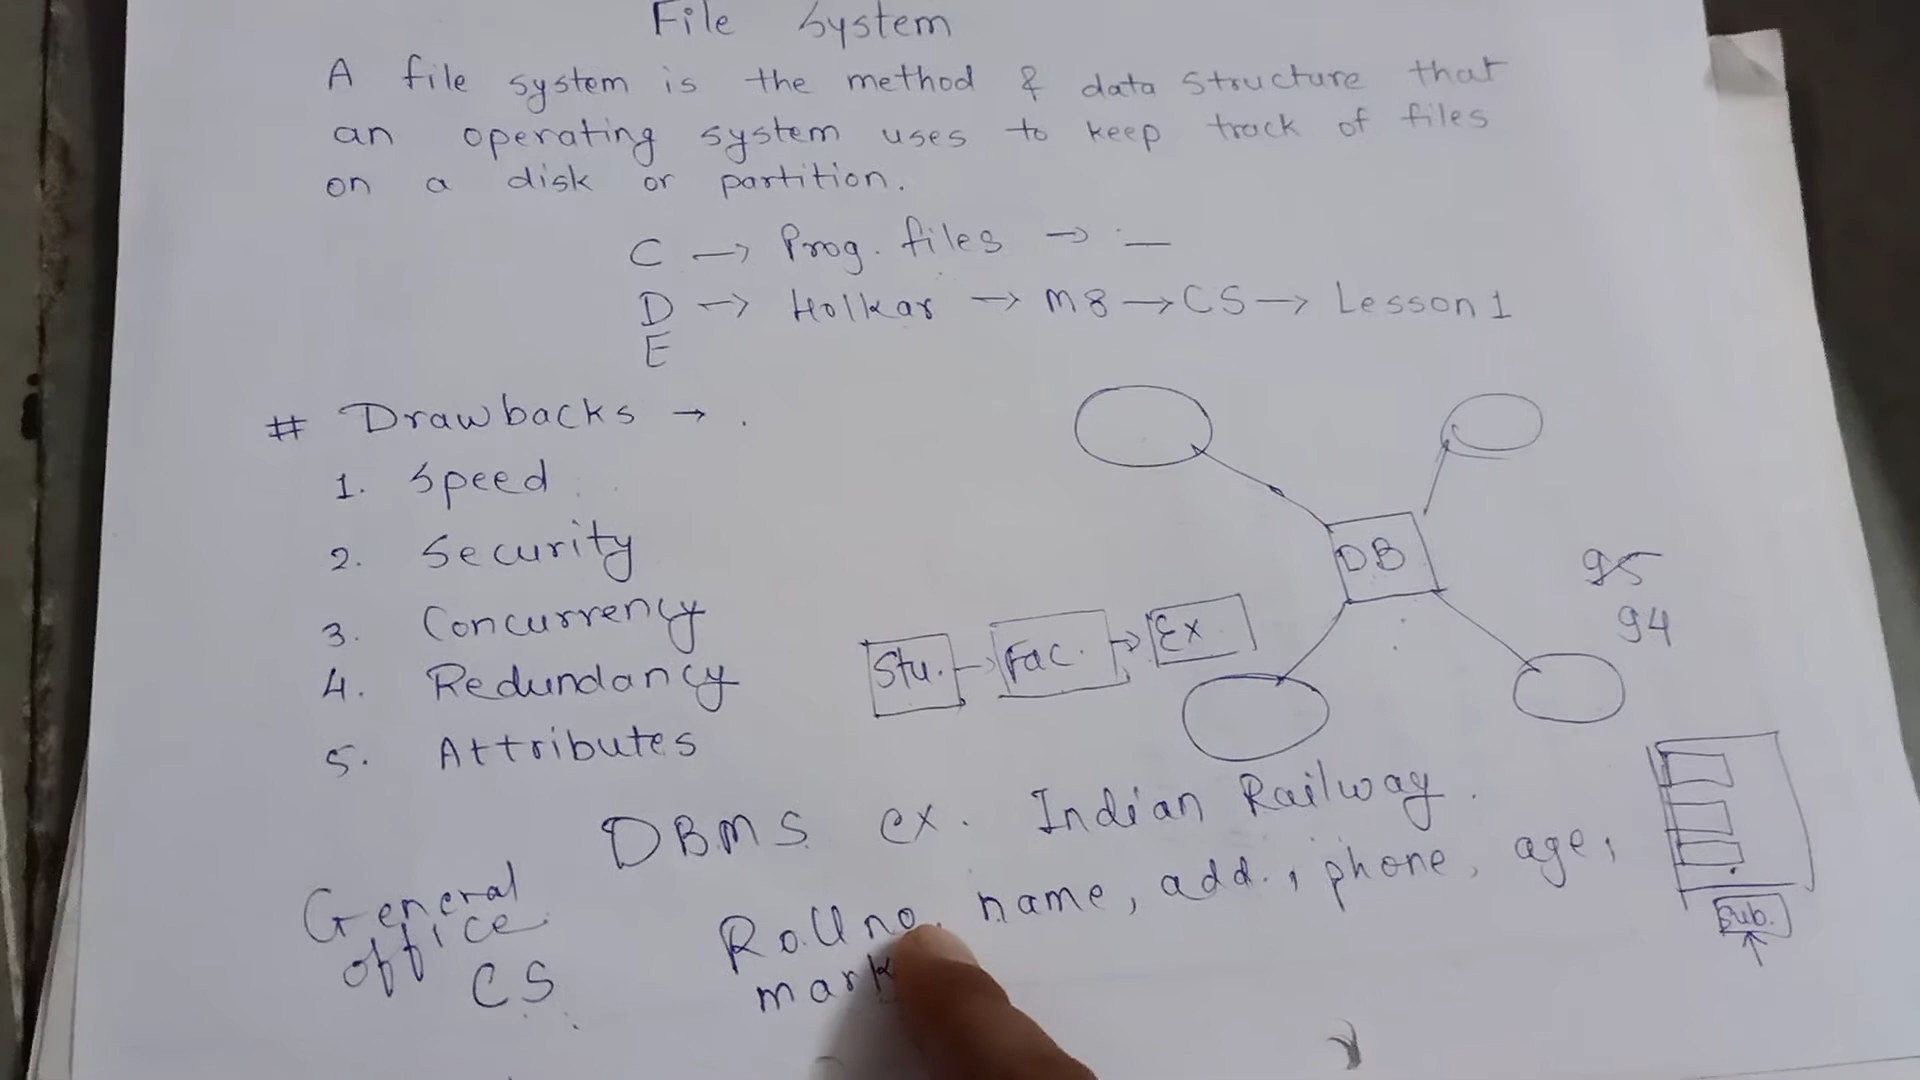 File System
A file system is the method & data structure that
an operating system uses to keep track of files
on a disk or partition.
C → Prog. files → —
D → Holkar → M8 → CS → Lesson 1
E
# Drawbacks →
1. Speed
2. Security
3. Concurrency
4. Redundancy
5. Attributes
DB
95
94
Stu. → Fac. → Ex.
DBMS ex. Indian Railway.
General
office
CS
Rollno. name, add., phone, age,
mark
Sub.